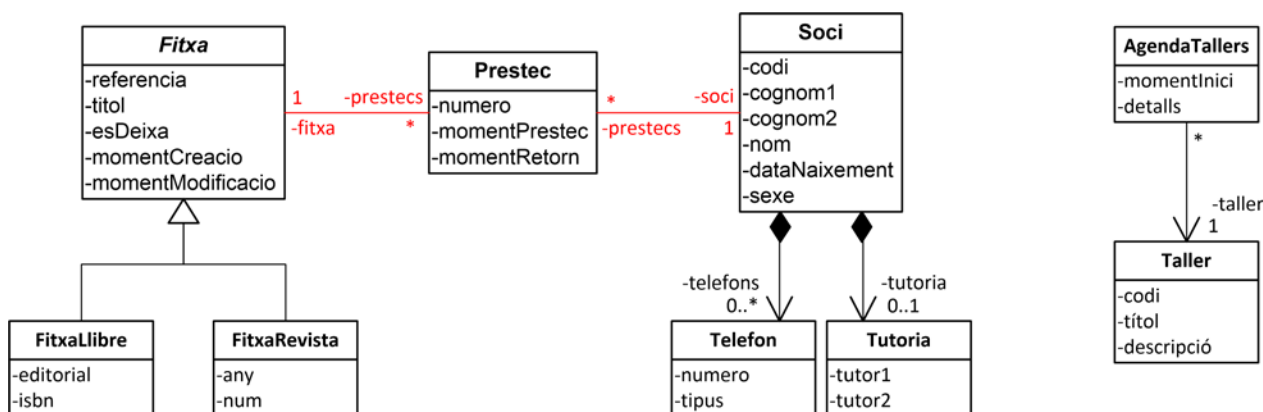 Fitxa
-referencia
-titol
-esDeixa
-momentCreacio
-momentModificacio
1 -prestecs
-fitxa *
Prestec
-numero
-momentPrestec
-momentRetorn
* -soci
-prestecs 1
Soci
-codi
-cognom1
-cognom2
-nom
-dataNaixement
-sexe
AgendaTallers
-momentInici
-detalls
*
-taller
1
Taller
-codi
-títol
-descripció
-telefons
0..*
-tutoria
0..1
FitxaLlibre
-editorial
-isbn
FitxaRevista
-any
-num
Telefon
-numero
-tipus
Tutoria
-tutor1
-tutor2